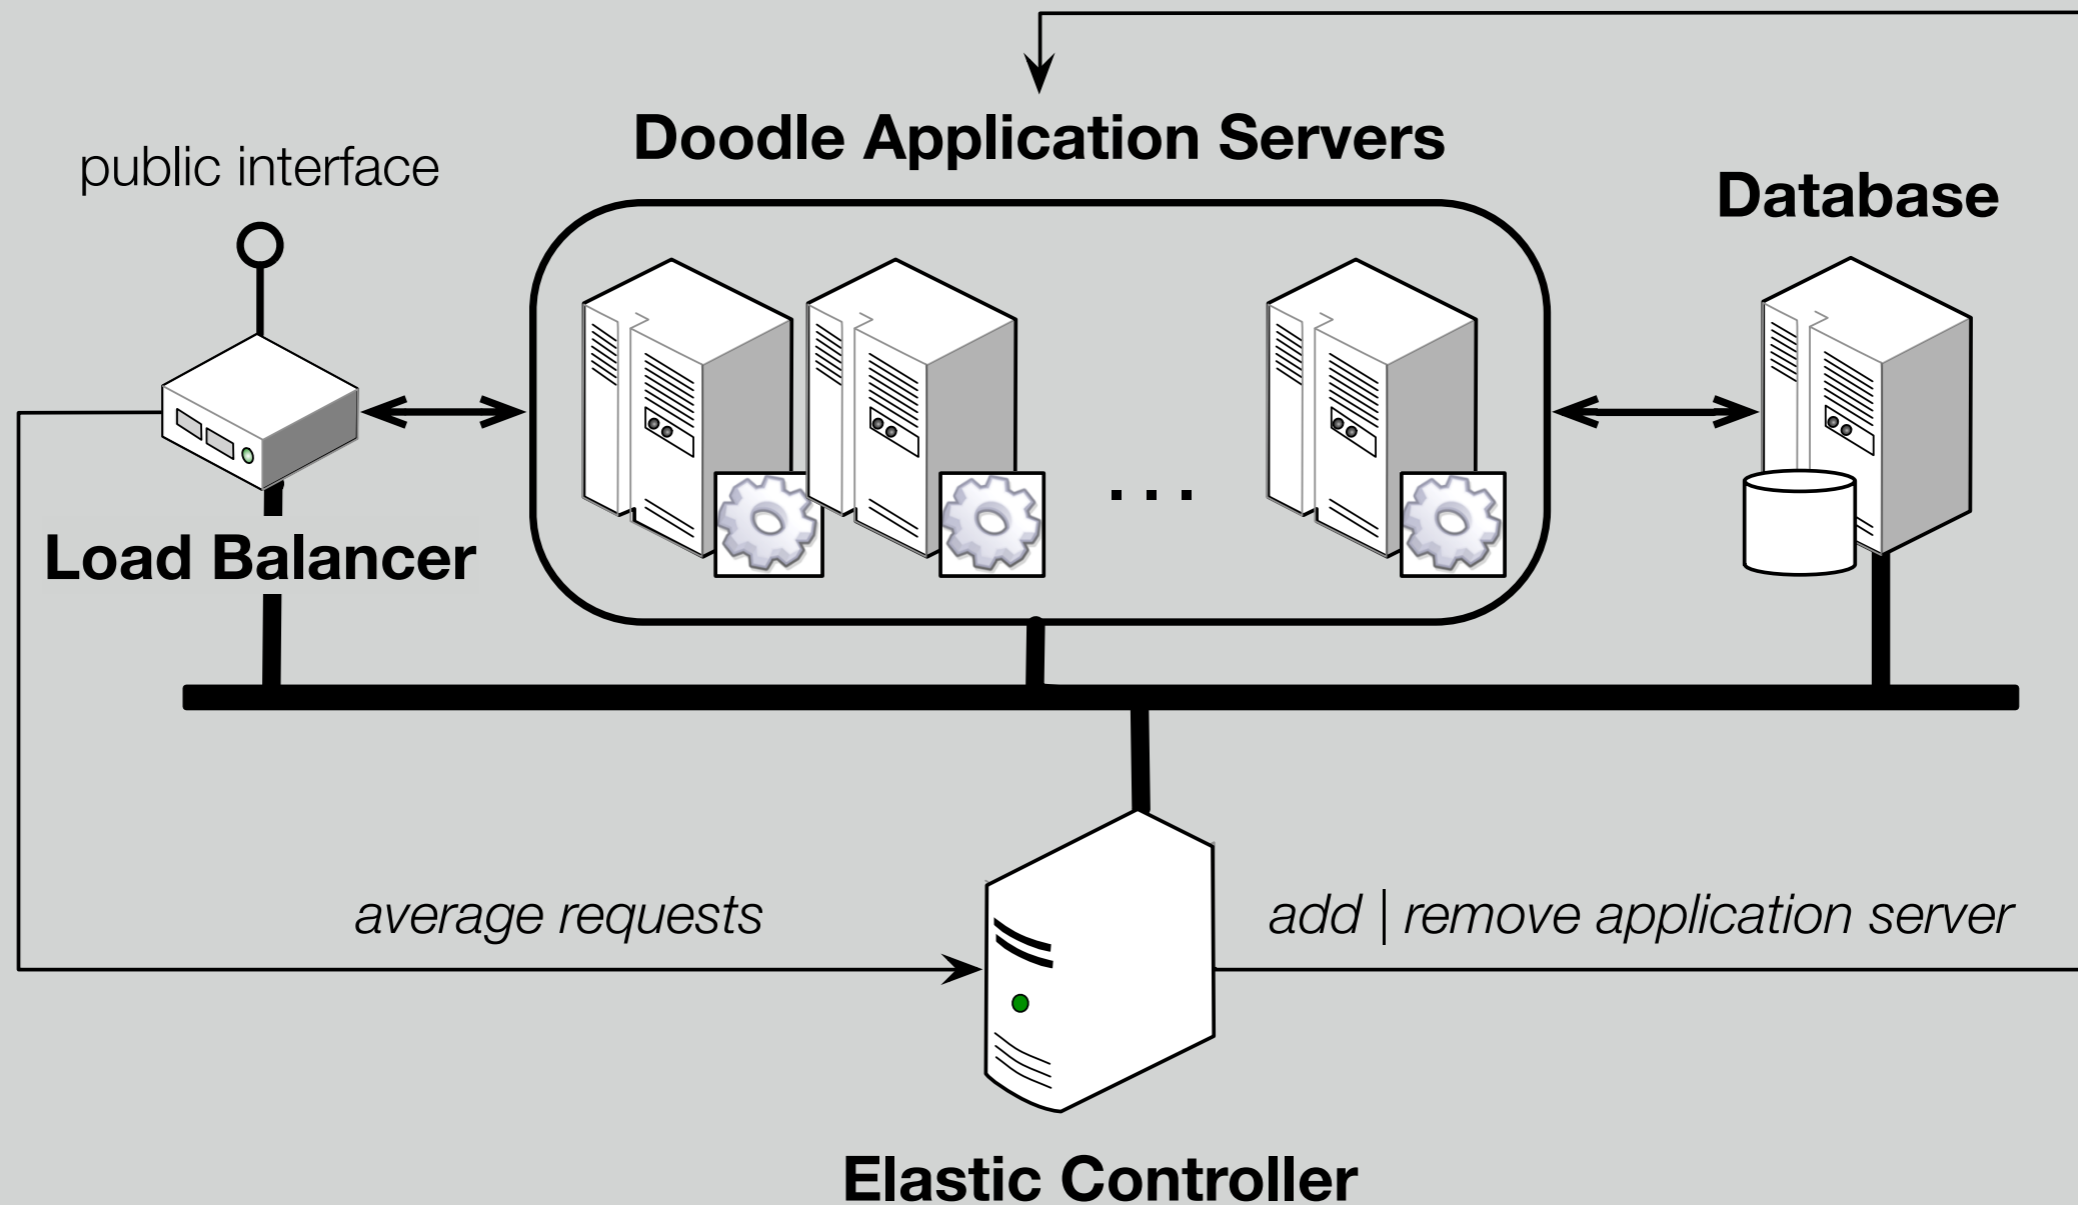 Doodle Application Servers
public interface
Database
. . .
Load Balancer
average requests
add | remove application server
Elastic Controller